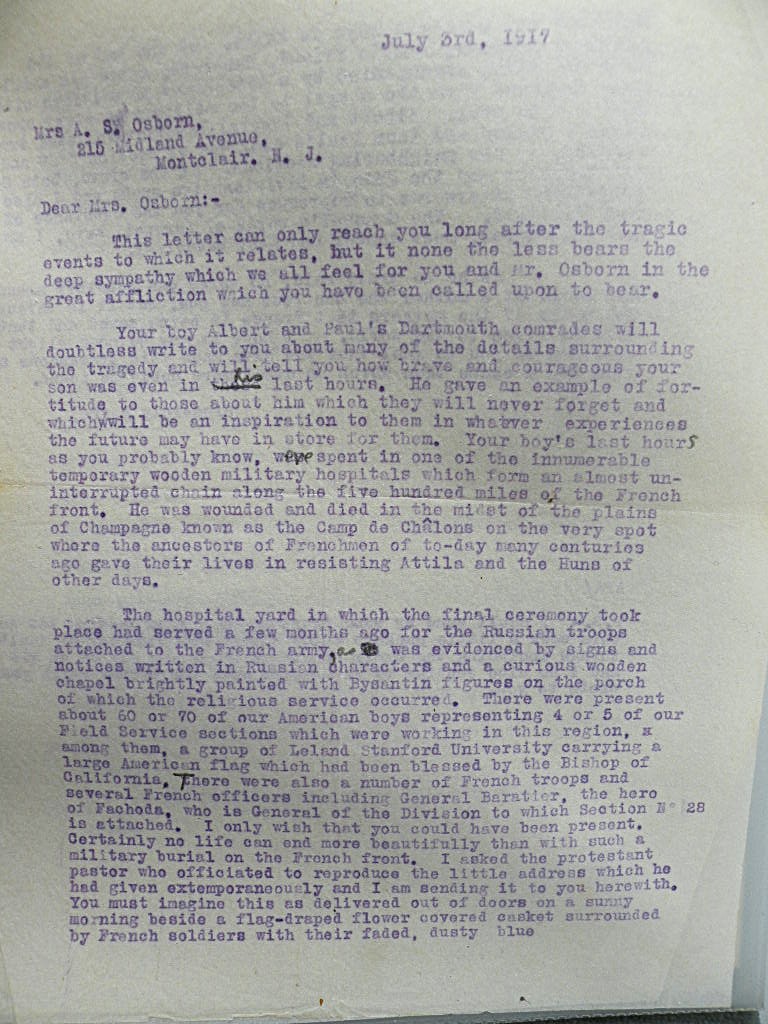 July 3rd, 1917
Mrs A. S. Osborn,
215 Midland Avenue,
Montclair. N. J.
Dear Mrs. Osborn:-
This letter can only reach you long after the tragic
events to which it relates, but it none the less bears the
deep sympathy which we all feel for you and Mr. Osborn in the
great affliction which you have been called upon to bear.
Your boy Albert and Paul's Dartmouth comrades will
doubtless write to you about many of the details surrounding
the tragedy and will tell you how brave and courageous your
son was even in his last hours. He gave an example of for-
titude to those about him which they will never forget and
which will be an inspiration to them in whatver experiences
the future may have in store for them. Your boy's last hours
as you probably know, were spent in one of the innumerable
temporary wooden military hospitals which form an almost un-
interrupted chain along the five hundred miles of the French
front. He was wounded and died in the midst of the plains
of Champagne known as the Camp de Châlons on the very spot
where the ancestors of Frenchmen of to-day many centuries
ago gave their lives in resisting Attila and the Huns of
other days.
The hospital yard in which the final ceremony took
place had served a few months ago for the Russian troops
attached to the French army, as was evidenced by signs and
notices written in Russian characters and a curious wooden
chapel brightly painted with Bysantin figures on the porch
of which the religious service occurred. There were present
about 60 or 70 of our American boys representing 4 or 5 of our
Field Service sections which were working in this region, x
among them, a group of Leland Stanford University carrying a
large American flag which had been blessed by the Bishop of
California. There were also a number of French troops and
several French officers including General Baratier, the hero
of Fachoda, who is General of the Division to which Section N° 28
is attached. I only wish that you could have been present.
Certainly no life can end more beautifully than with such a
military burial on the French front. I asked the protestant
pastor who officiated to reproduce the little address which he
had given extemporaneously and I am sending it to you herewith.
You must imagine this as delivered out of doors on a sunny
morning beside a flag-draped flower covered casket surrounded
by French soldiers with their faded, dusty blue